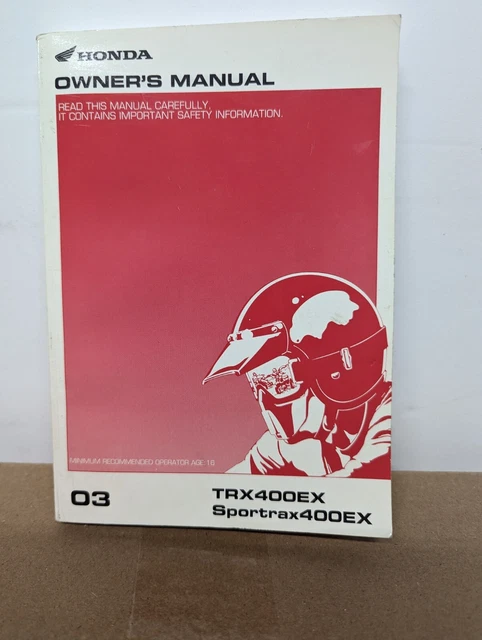 HONDA
OWNER'S MANUAL
READ THIS MANUAL CAREFULLY,
IT CONTAINS IMPORTANT SAFETY INFORMATION.
MINIMUM RECOMMENDED OPERATOR AGE 16
03
TRX400EX
Sportrax400EX